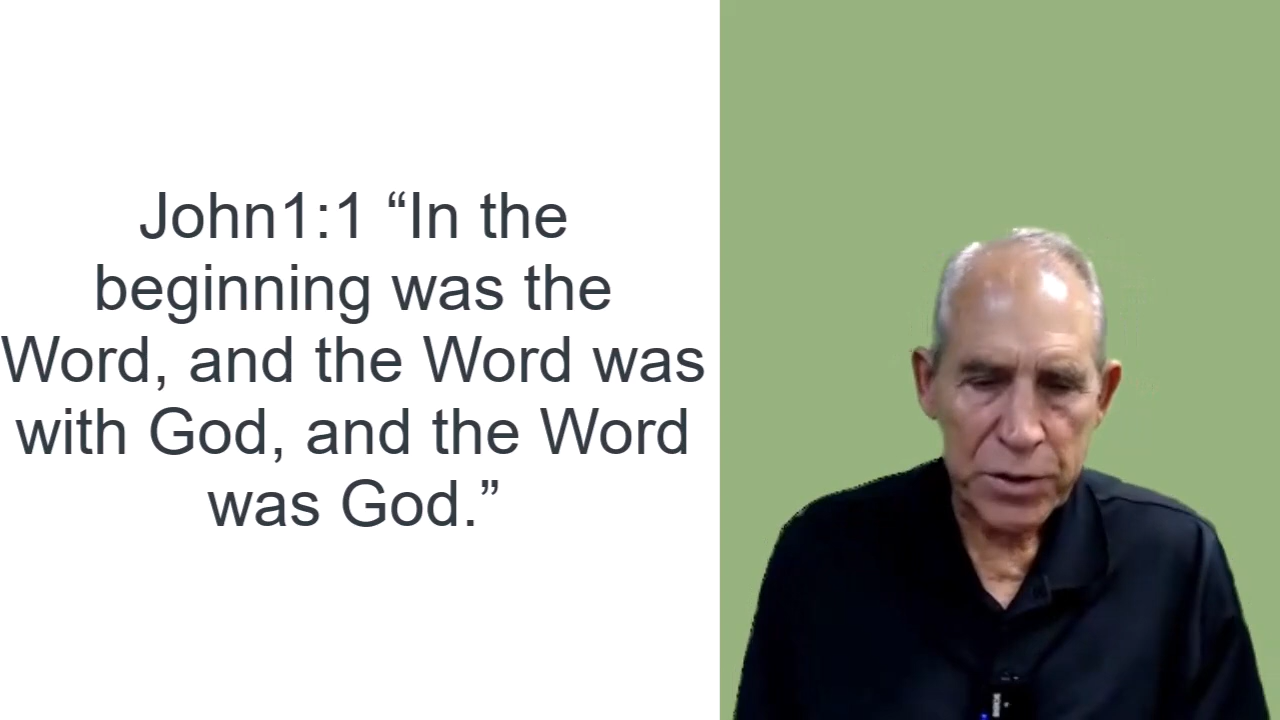 John1:1 “In the
beginning was the
Word, and the Word was
with God, and the Word
was God.”